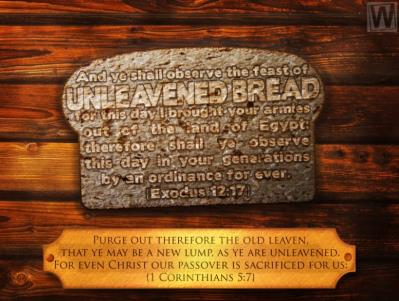 W
And ye shall observe the feast of
UNLEAVENED BREAD
for this day I brought your armies
out of the land of Egypt:
therefore shall ye observe
this day in your generations
by an ordinance for ever.
[Exodus 12:17]
Purge out therefore the old leaven,
that ye may be a new lump, as ye are unleavened.
For even Christ our passover is sacrificed for us:
{1 Corinthians 5:7}